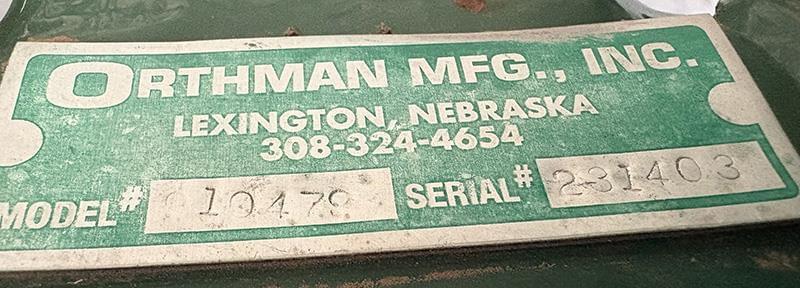 ORTHMAN MFG., INC.
LEXINGTON, NEBRASKA
308-324-4654
MODEL# 10479 SERIAL# 231403